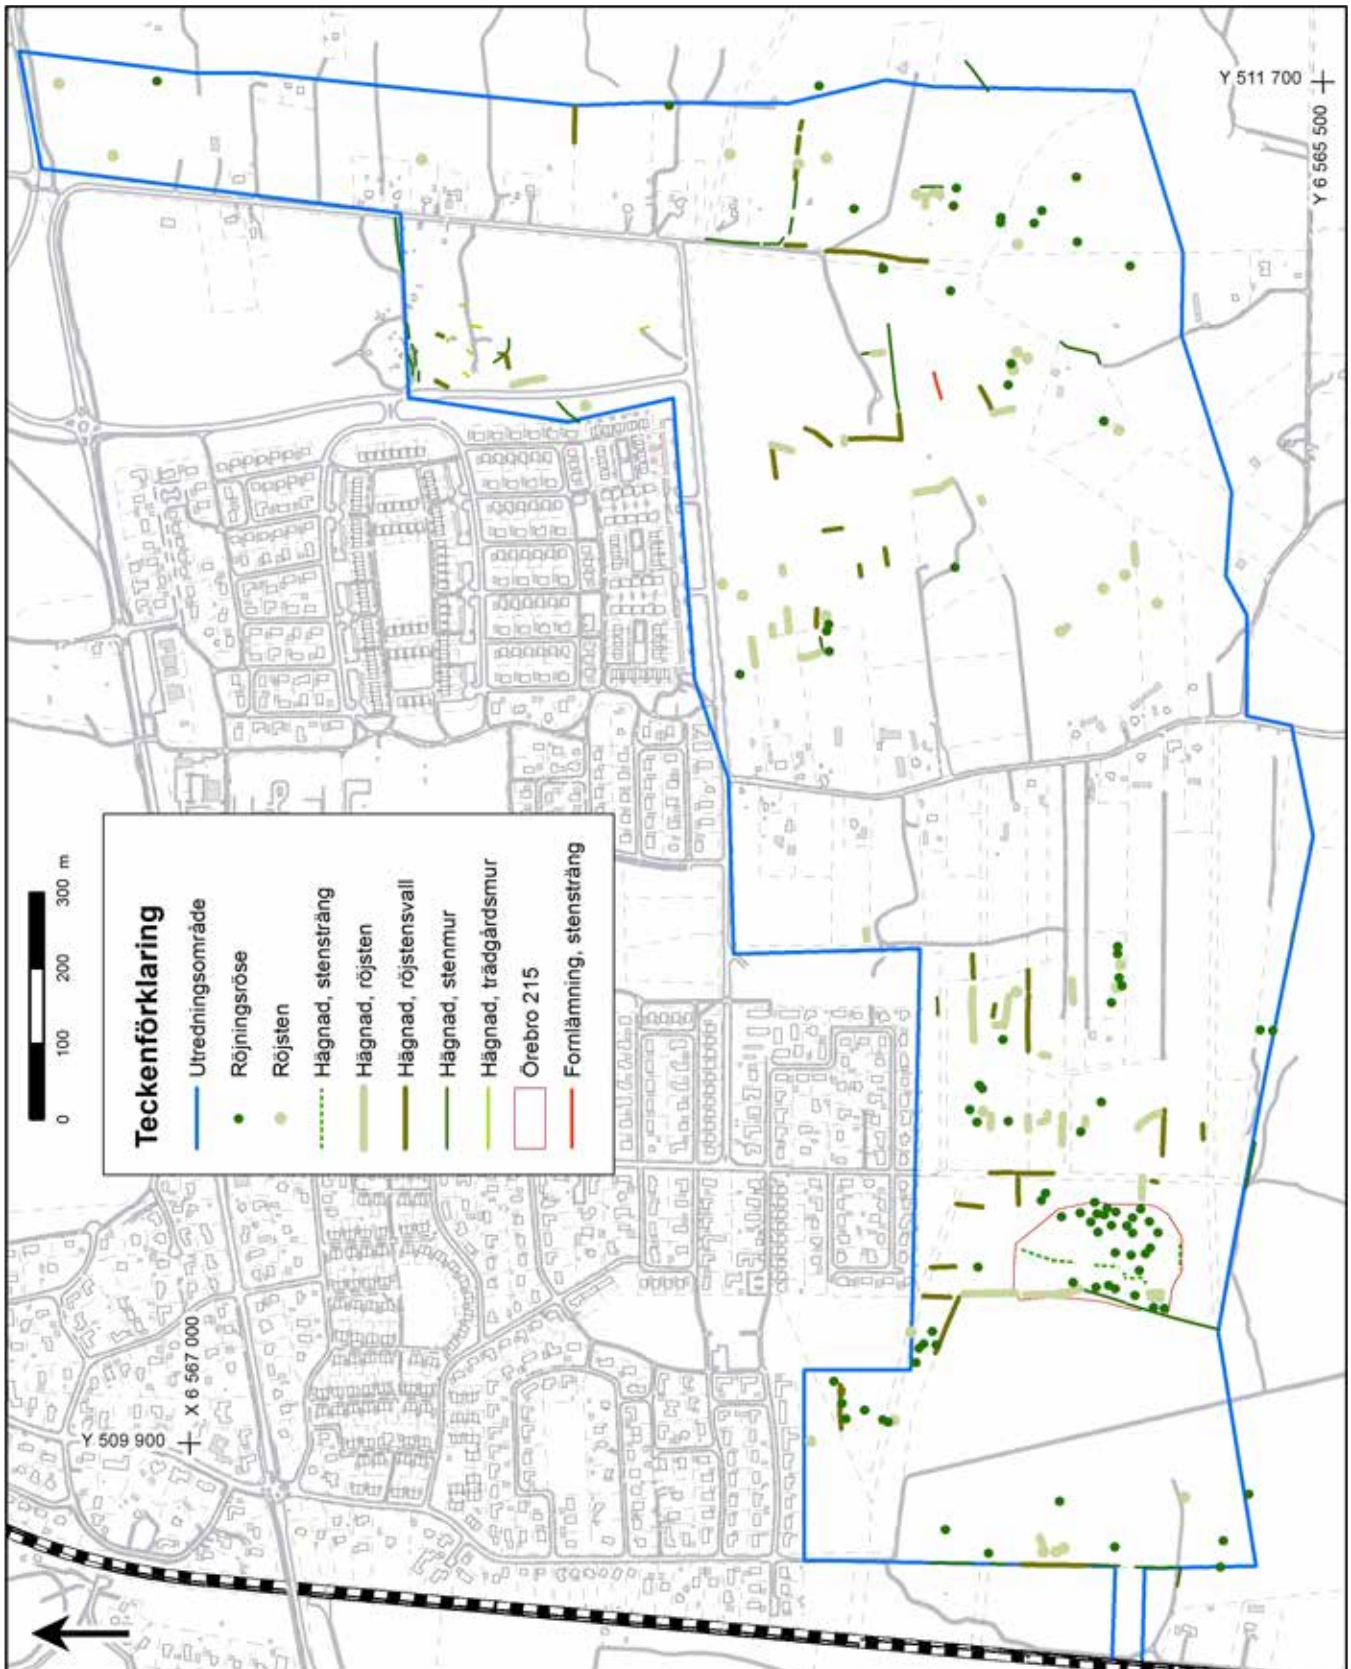 Teckenförklaring
Utredningsområde
Röjningsröse
Röjsten
Hägnad, stensträng
Hägnad, röjsten
Hägnad, röjstensvall
Hägnad, stenmur
Hägnad, trädgårdsmur
Örebro 215
Fornlämning, stensträng
0 100 200 300 m
Y 509 900
X 6 567 000
Y 511 700
Y 6 565 500